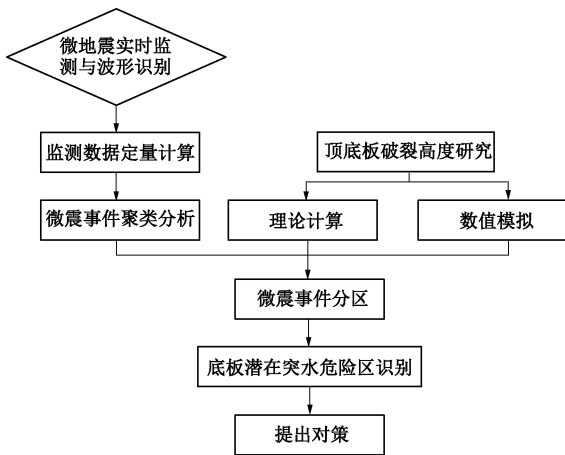 微地震实时监
测与波形识别
监测数据定量计算
顶底板破裂高度研究
微震事件聚类分析
理论计算
数值模拟
微震事件分区
底板潜在突水危险区识别
提出对策